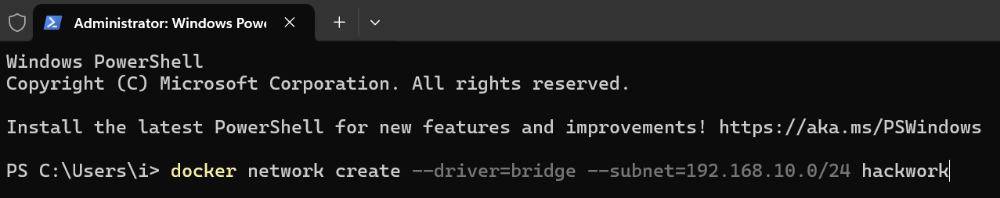 Administrator: Windows Powe
Windows PowerShell
Copyright (C) Microsoft Corporation. All rights reserved.
Install the latest PowerShell for new features and improvements! https://aka.ms/PSWindows
PS C:\Users\i> docker network create --driver=bridge --subnet=192.168.10.0/24 hackwork